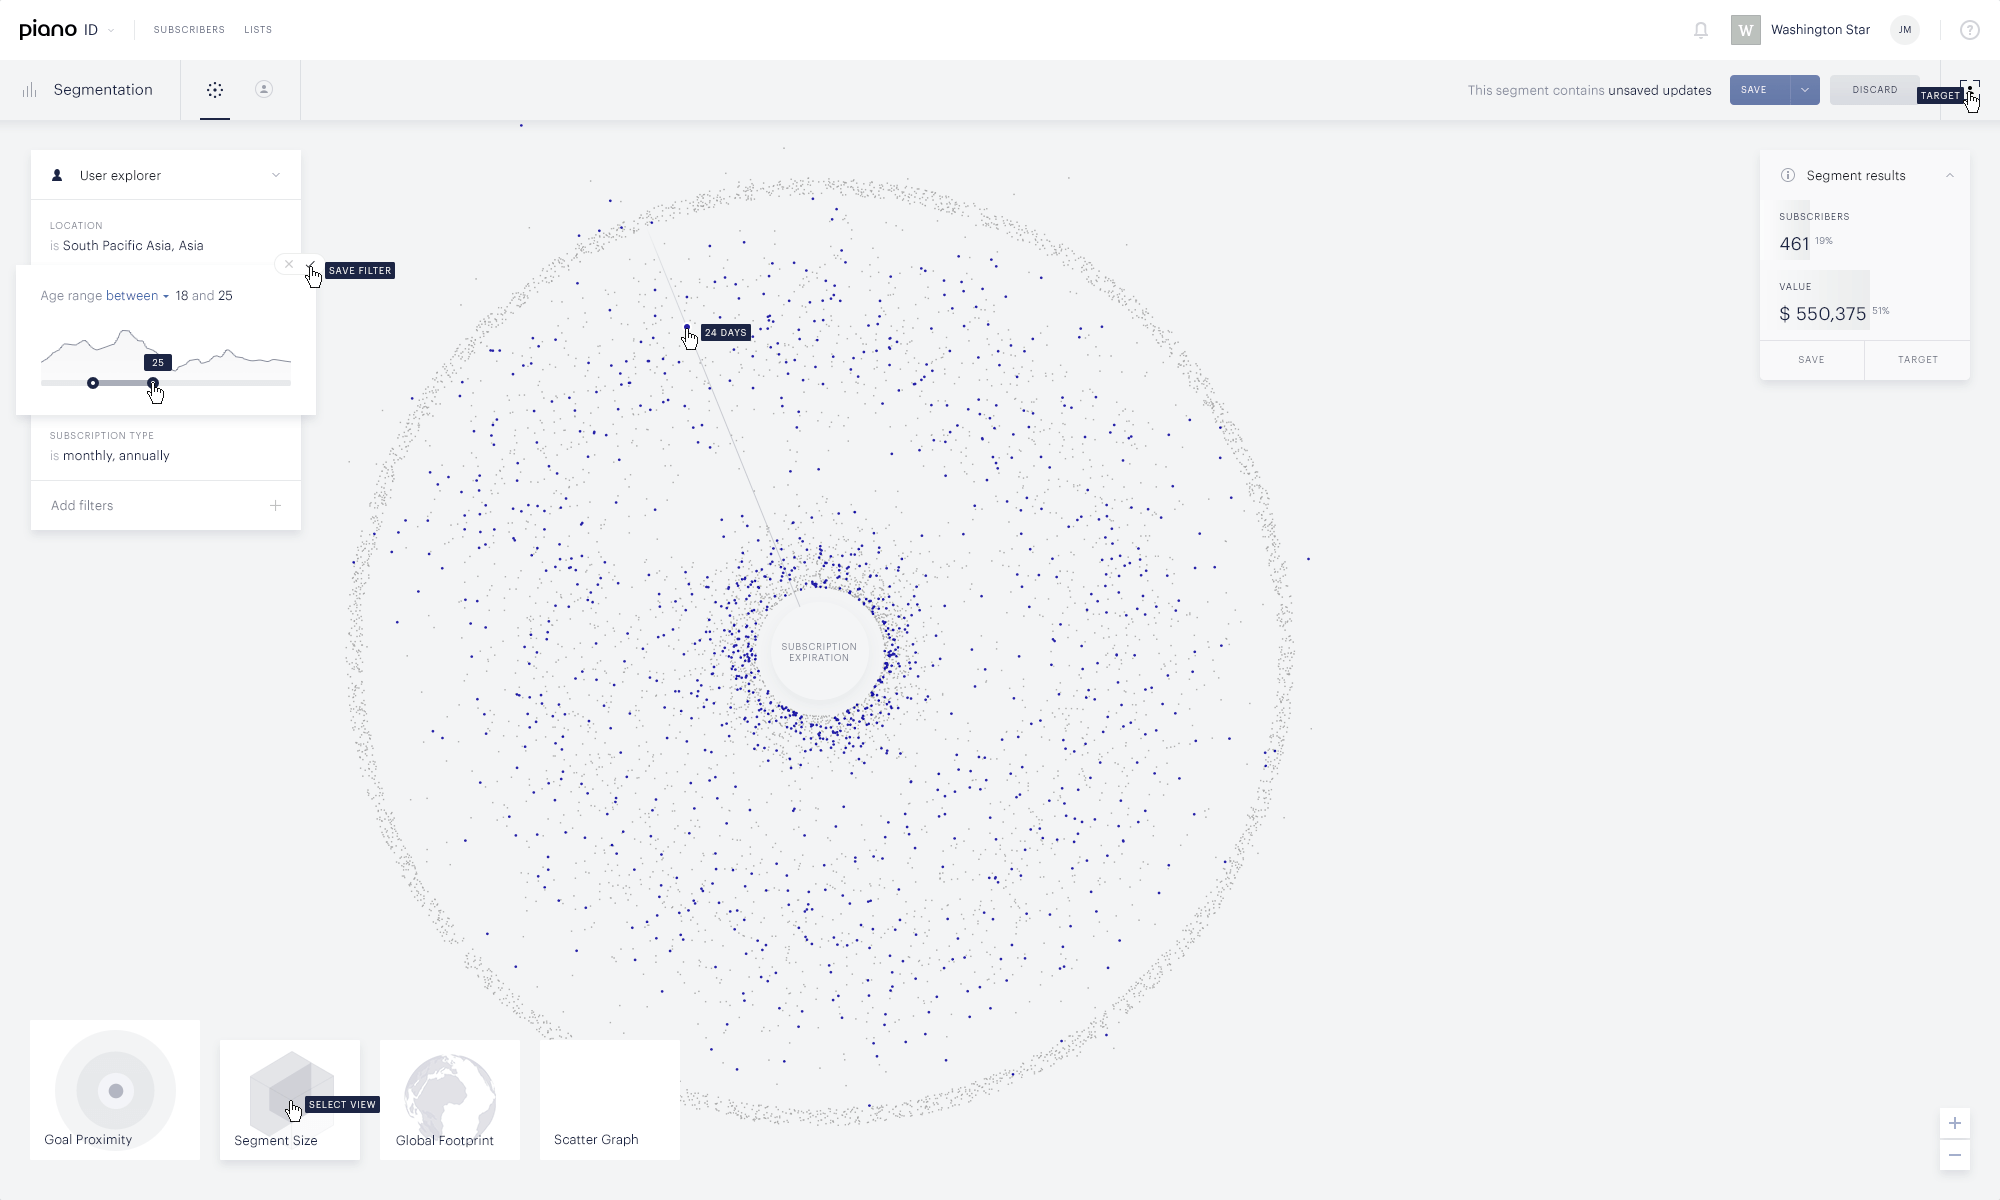 piano ID
SUBSCRIBERS
LISTS
W
Washington Star
JM
?
Segmentation
This segment contains unsaved updates
SAVE
DISCARD
TARGET
User explorer
LOCATION
is South Pacific Asia, Asia
SAVE FILTER
Age range between 18 and 25
25
SUBSCRIPTION TYPE
is monthly, annually
Add filters
24 DAYS
SUBSCRIPTION
EXPIRATION
Segment results
SUBSCRIBERS
461 19%
VALUE
$ 550,375 51%
SAVE
TARGET
Goal Proximity
SELECT VIEW
Segment Size
Global Footprint
Scatter Graph